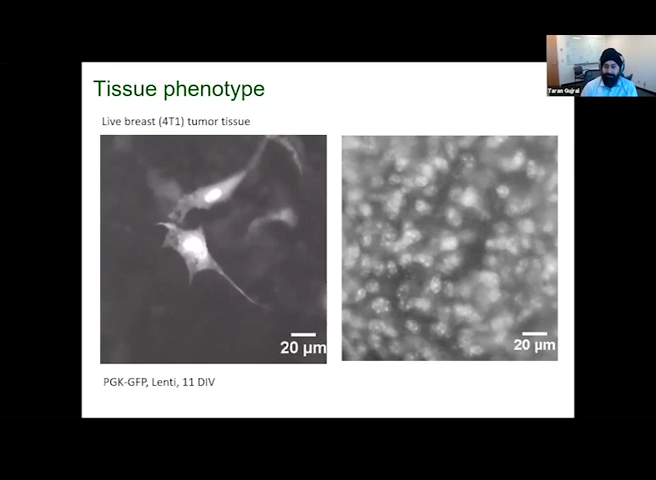 Taran Gujral
Tissue phenotype
Live breast (4T1) tumor tissue
20 µm
20 µm
PGK-GFP, Lenti, 11 DIV